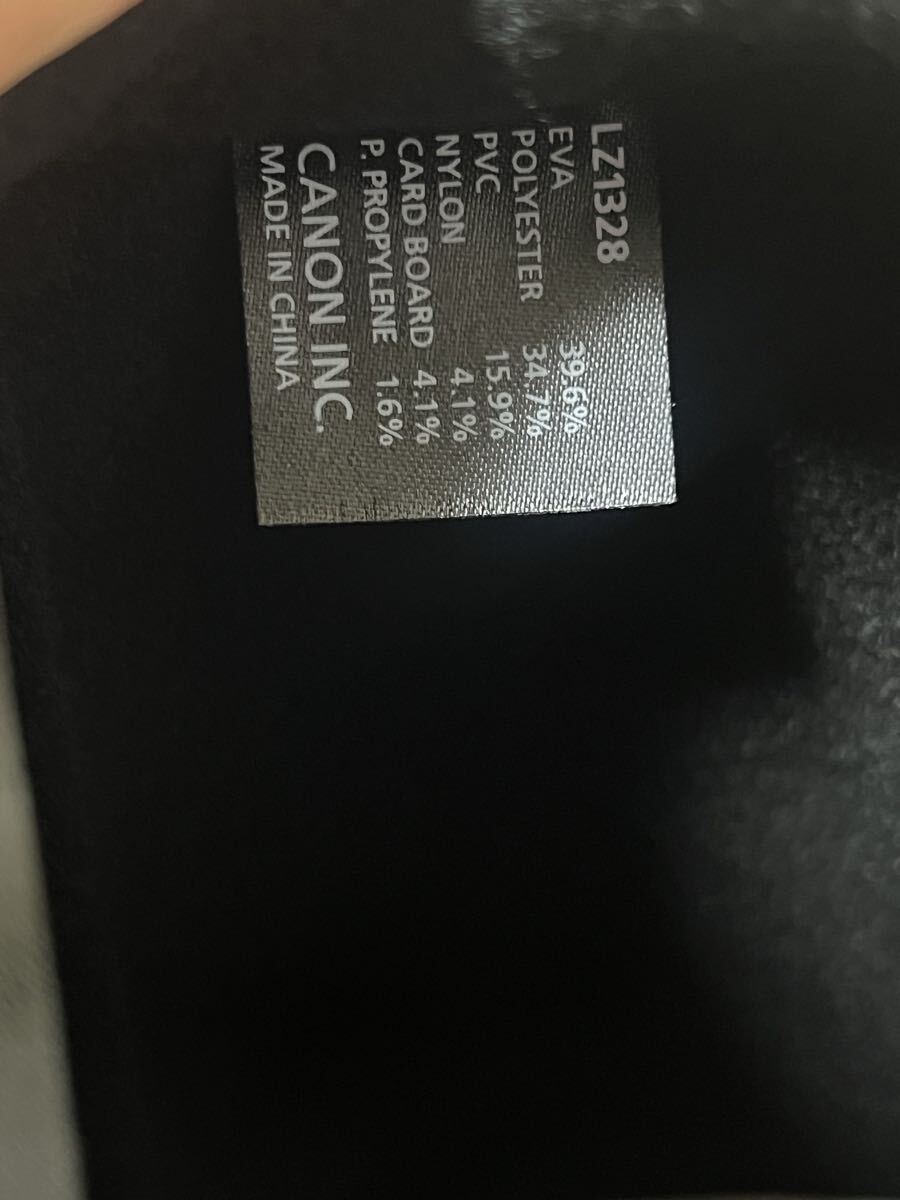 LZ1328
EVA 39.6%
POLYESTER 34.7%
PVC 15.9%
NYLON 4.1%
CARD BOARD 4.1%
P. PROPYLENE 1.6%
CANON INC.
MADE IN CHINA